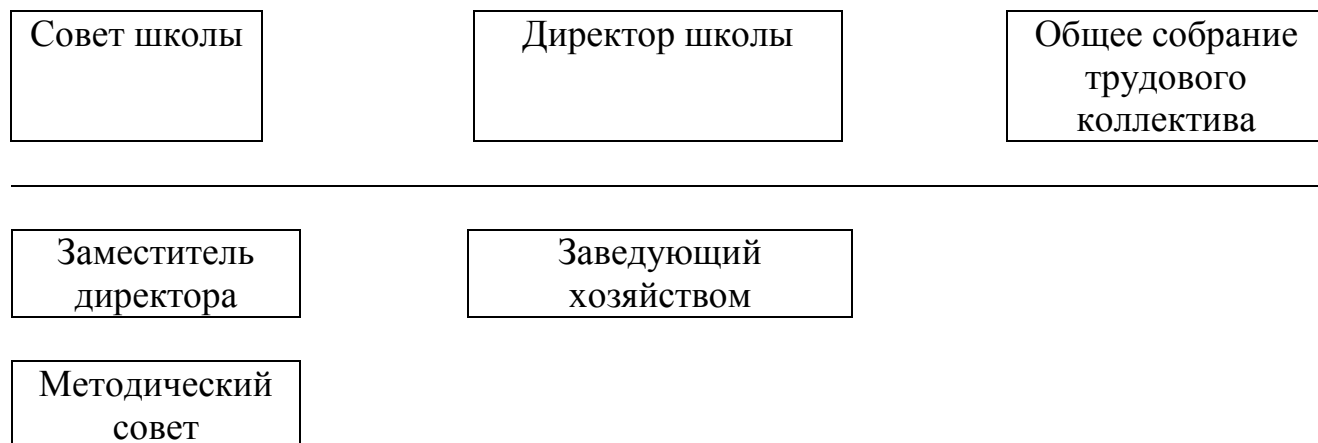 Совет школы
Директор школы
Общее собрание
трудового
коллектива
Заместитель
директора
Заведующий
хозяйством
Методический
совет